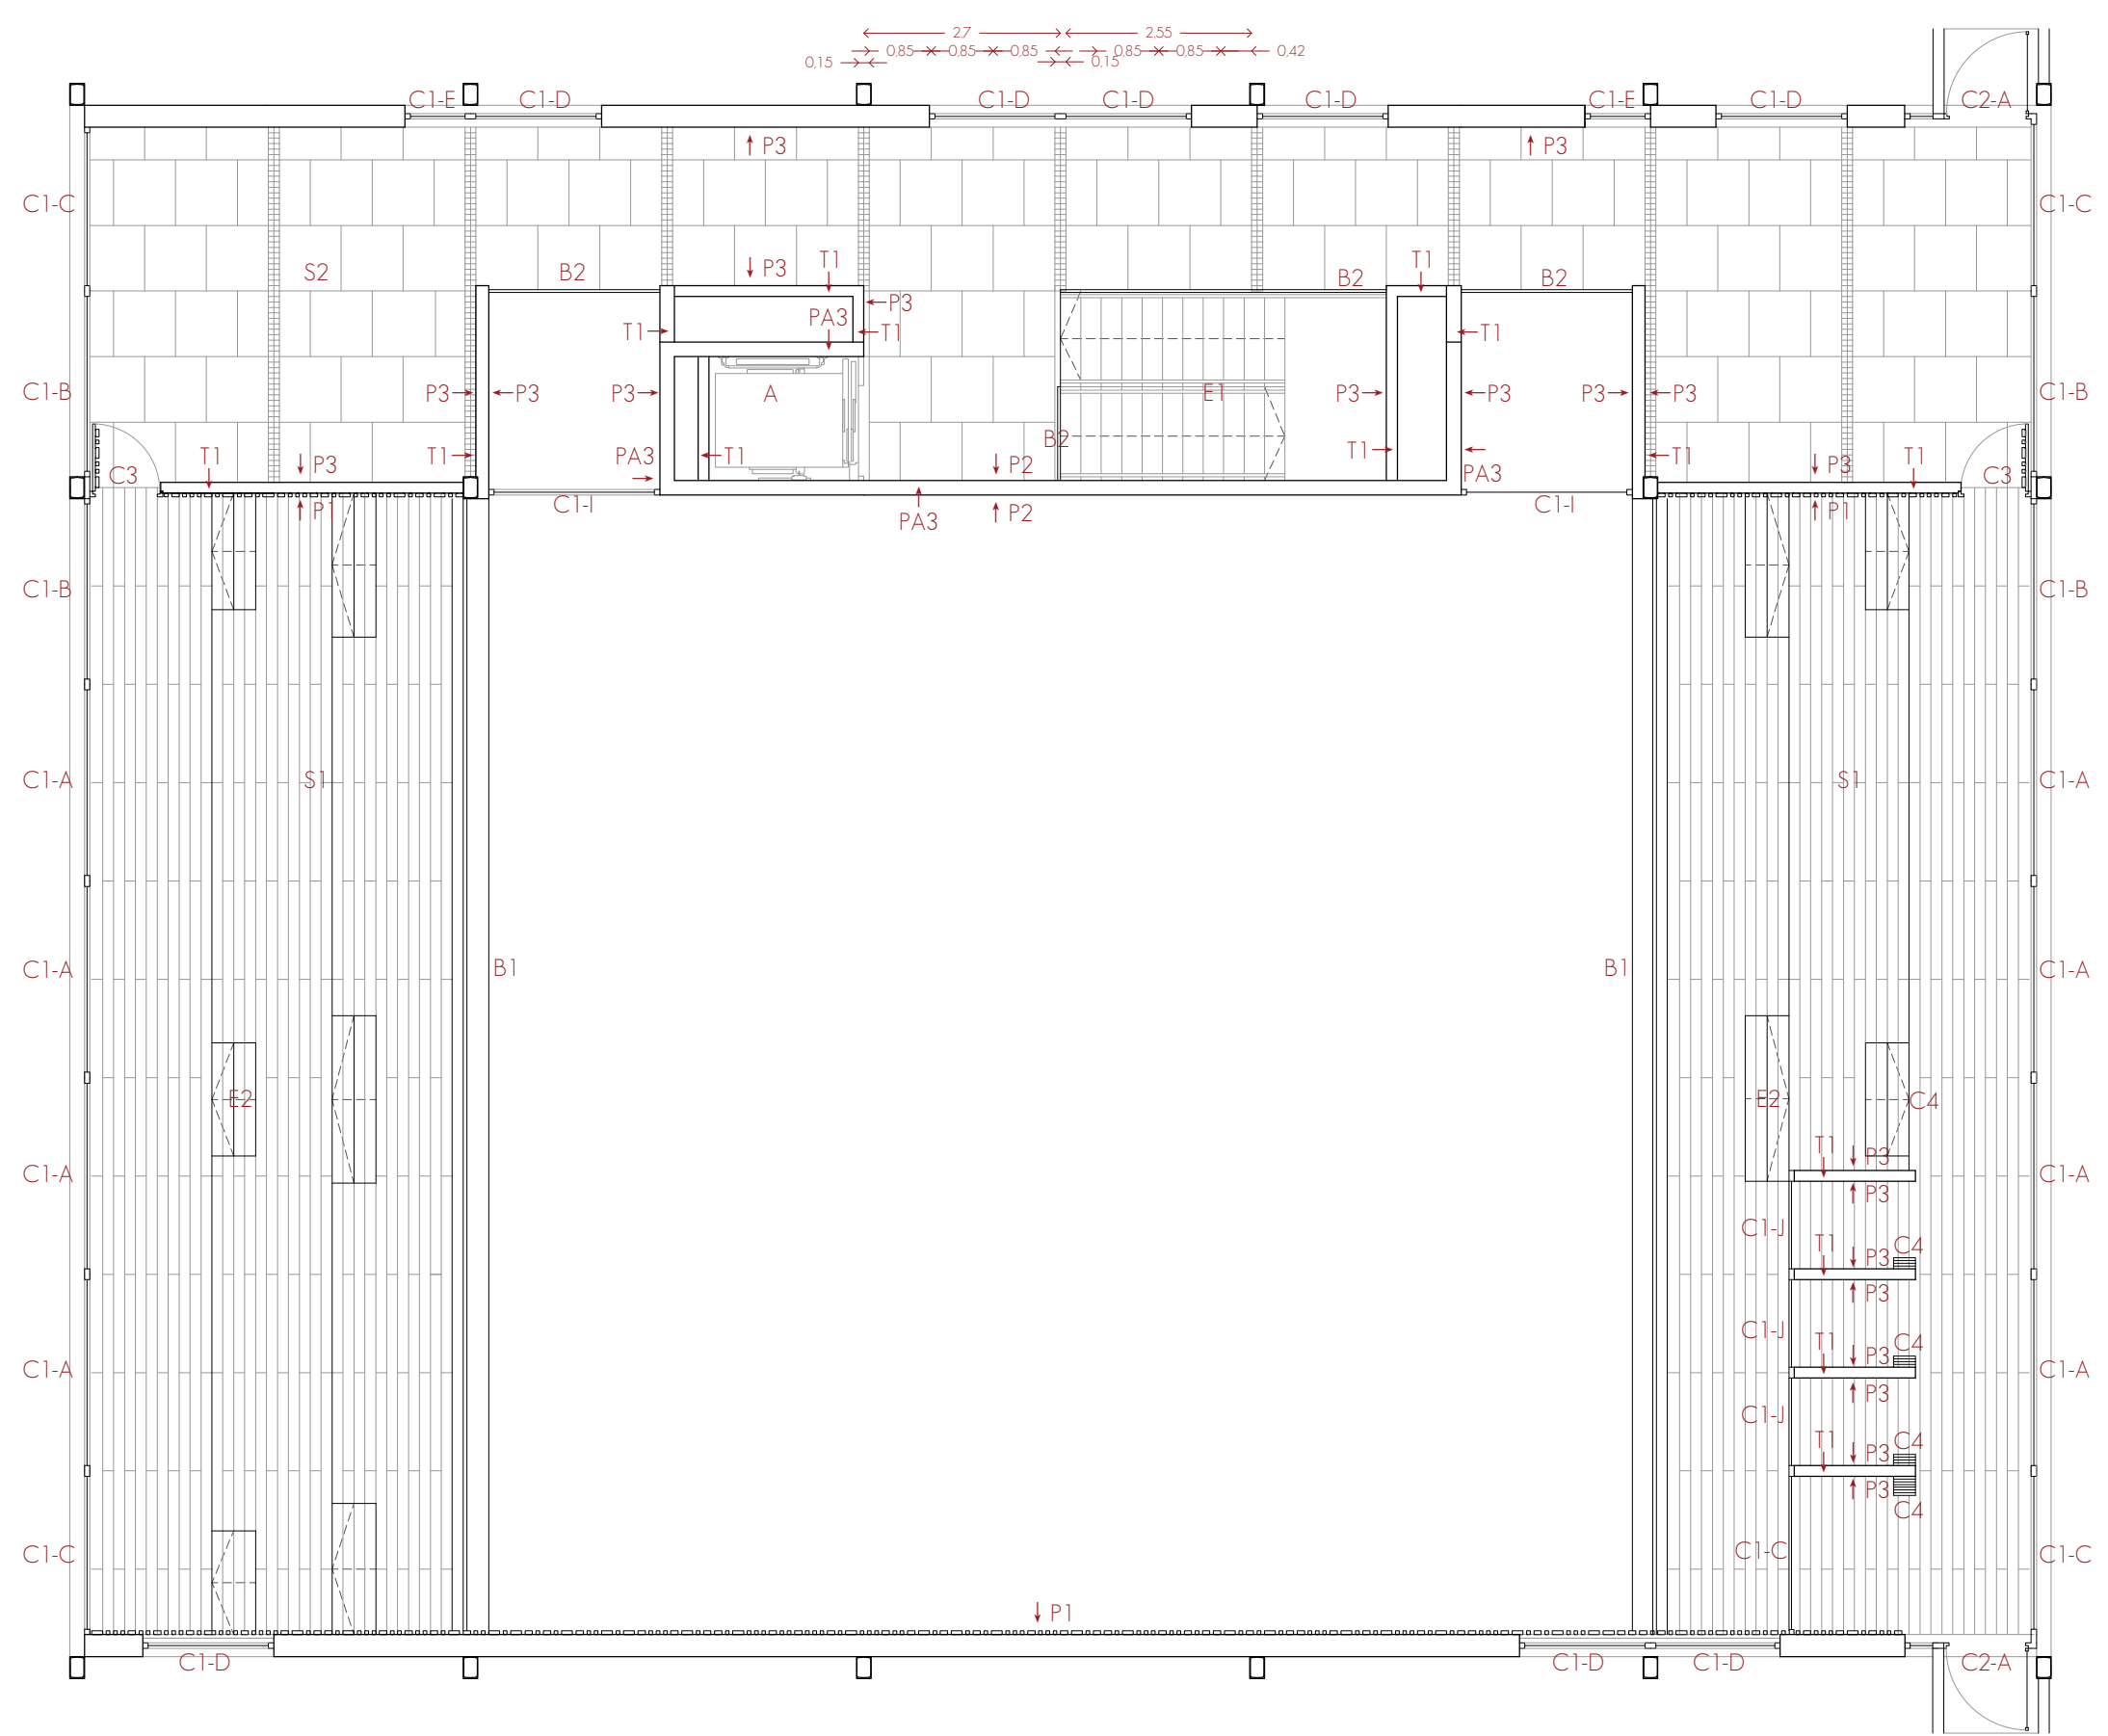 2,7 2,55
0,85 0,85 0,85 0,85 0,85 0,42
0,15 0,15
C1-E C1-D C1-D C1-D C1-D C1-E C1-D C2-A
P3 P3
C1-C C1-C
S2 B2 P3 T1 B2 T1 B2
P3
T1 PA3 T1 T1
C1-B P3 P3 P3 A E1 P3 P3 P3 P3 C1-B
B2
C3 T1 P3 T1 PA3 T1 P2 T1 PA3 T1 P3 T1 C3
P1 C1-I PA3 P2 C1-I P1
C1-B C1-B
C1-A S1 S1 C1-A
C1-A B1 B1 C1-A
E2 E2 C4
T1 P3
C1-A C1-A
P3
C1-J
T1 P3 C4
P3
C1-J
T1 P3 C4
C1-A C1-A
P3
C1-J
T1 P3 C4
P3
C4
C1-C C1-C C1-C
P1
C1-D C1-D C1-D C2-A